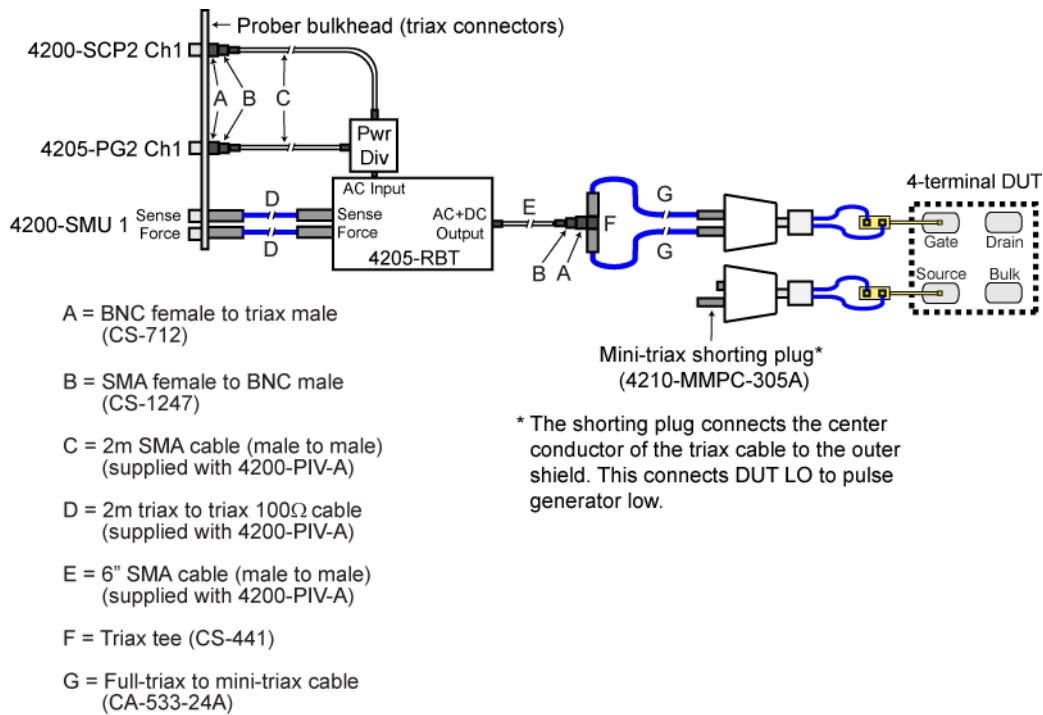 Prober bulkhead (triax connectors)
4200-SCP2 Ch1
A B C
4205-PG2 Ch1
Pwr
Div
AC Input
4200-SMU 1
Sense
Force
D
D
Sense
Force
AC+DC
Output
4205-RBT
E
B A
F
G
G
4-terminal DUT
Gate
Drain
Source
Bulk
Mini-triax shorting plug*
(4210-MMPC-305A)
* The shorting plug connects the center
conductor of the triax cable to the outer
shield. This connects DUT LO to pulse
generator low.
A = BNC female to triax male
(CS-712)
B = SMA female to BNC male
(CS-1247)
C = 2m SMA cable (male to male)
(supplied with 4200-PIV-A)
D = 2m triax to triax 100Ω cable
(supplied with 4200-PIV-A)
E = 6” SMA cable (male to male)
(supplied with 4200-PIV-A)
F = Triax tee (CS-441)
G = Full-triax to mini-triax cable
(CA-533-24A)